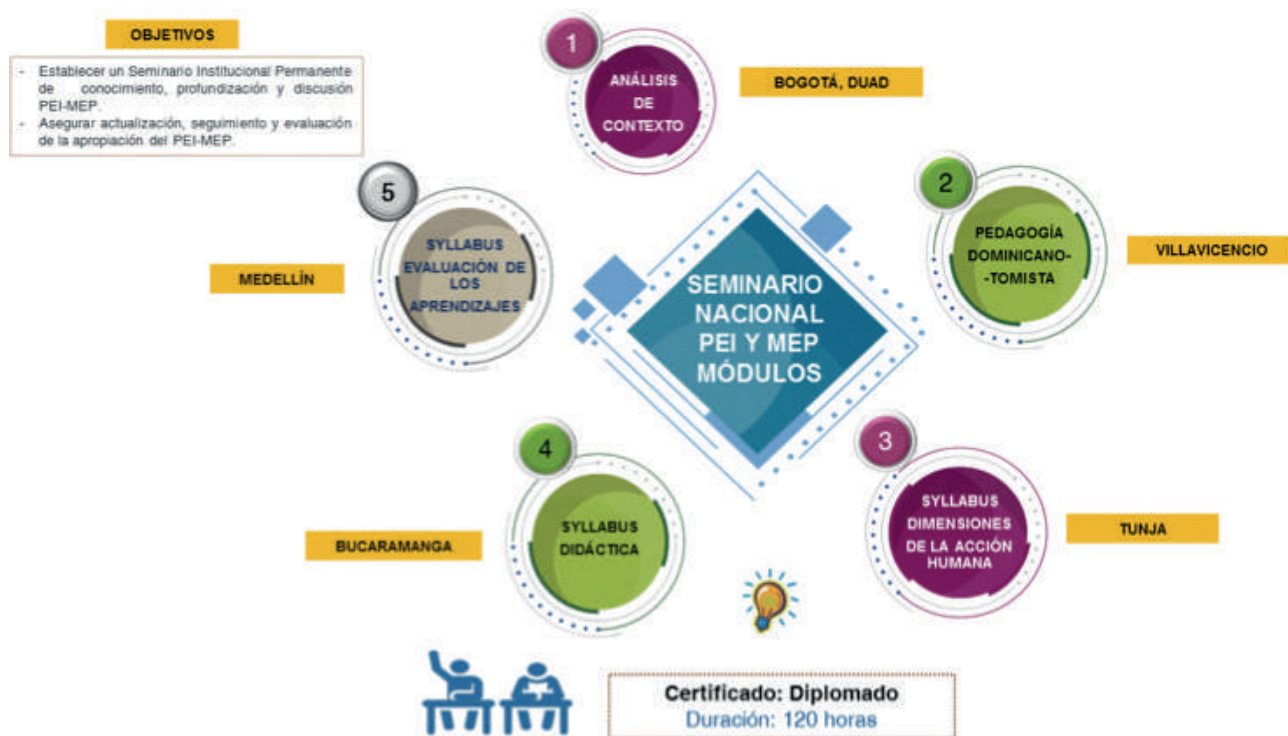 OBJETIVOS
- Establecer un Seminario Institucional Permanente
de conocimiento, profundización y discusión
PEI-MEP.
- Asegurar actualización, seguimiento y evaluación
de la apropiación del PEI-MEP.
1
ANÁLISIS
DE
CONTEXTO
BOGOTÁ, DUAD
2
PEDAGOGÍA
DOMINICANO-
-TOMISTA
VILLAVICENCIO
5
SYLLABUS
EVALUACIÓN DE
LOS
APRENDIZAJES
MEDELLÍN
SEMINARIO
NACIONAL
PEI Y MEP
MÓDULOS
3
SYLLABUS
DIMENSIONES
DE LA ACCIÓN
HUMANA
TUNJA
4
SYLLABUS
DIDÁCTICA
BUCARAMANGA
Certificado: Diplomado
Duración: 120 horas